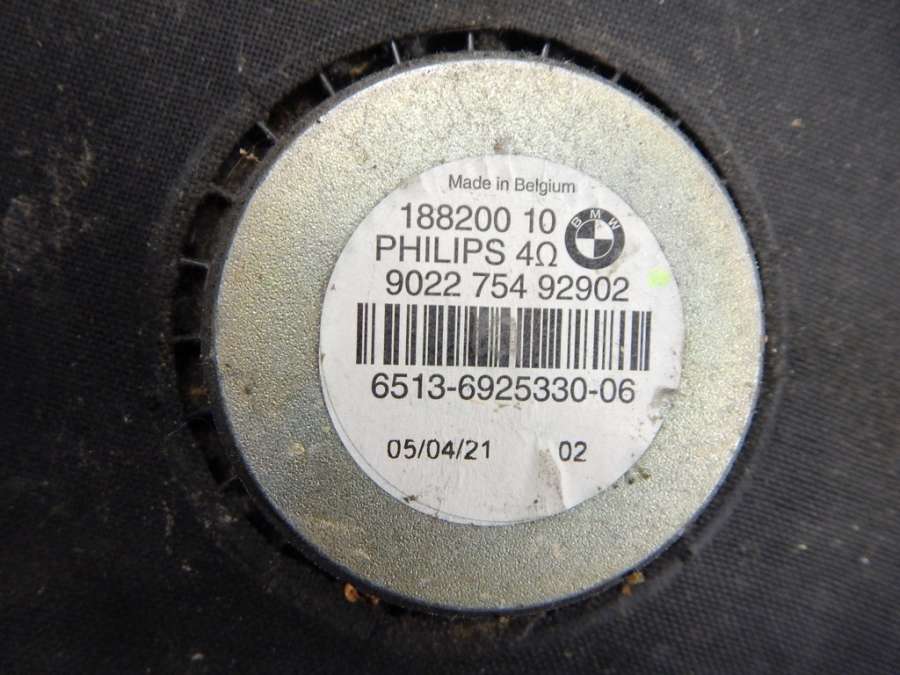 Made in Belgium
188200 10
BMW
PHILIPS 4Ω
9022 754 92902
6513-6925330-06
05/04/21 02